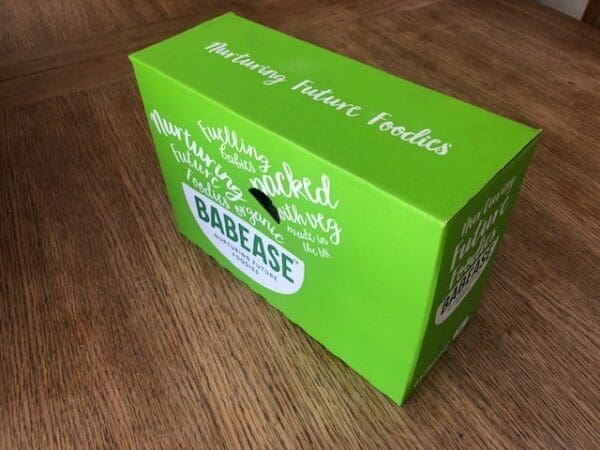 Nurturing Future Foodies
Fuelling
babies
Nurturing
Future
Foodies
packed
with veg
organic
made in
the UK
BABEASE™
NURTURING FUTURE
FOODIES
Nurturing
Future
Foodies
BABEASE